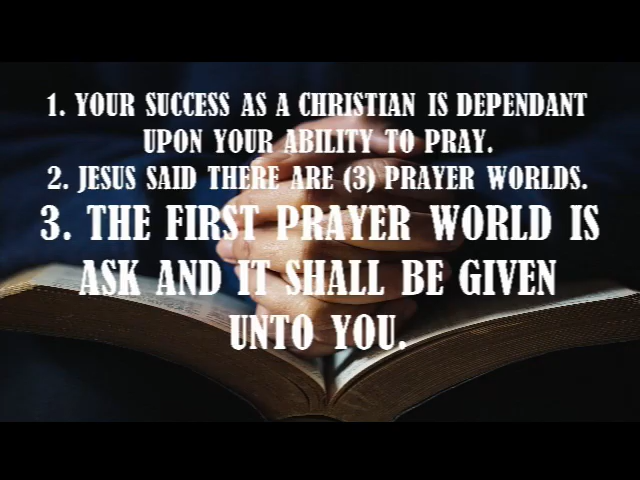 1. YOUR SUCCESS AS A CHRISTIAN IS DEPENDANT
UPON YOUR ABILITY TO PRAY.
2. JESUS SAID THERE ARE (3) PRAYER WORLDS.
3. THE FIRST PRAYER WORLD IS
ASK AND IT SHALL BE GIVEN
UNTO YOU.